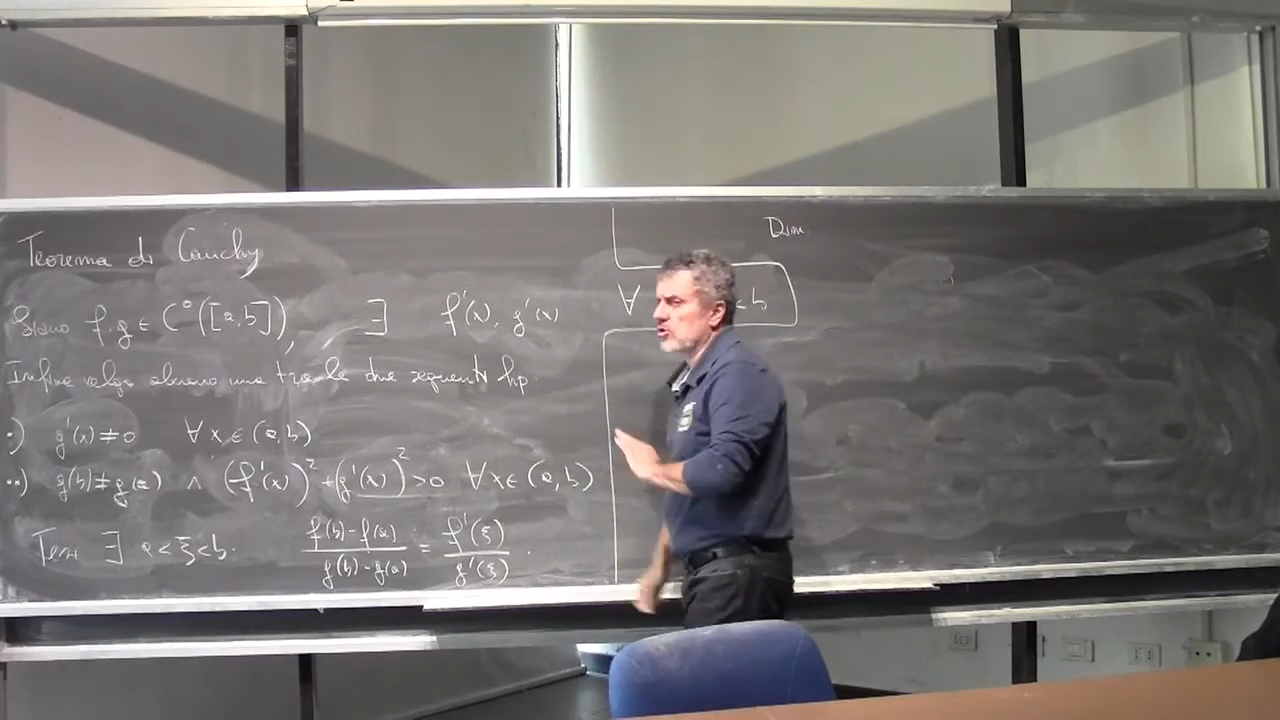 Teorema di Cauchy
Siano f, g ∈ C⁰([a,b]), ∃ f'(x), g'(x) ∀ <b
Infine valga almeno una tra le due seguenti hp.
•) g'(x) ≠ 0 ∀ x ∈ (a,b)
••) g(b) ≠ g(a) ∧ (f'(x))² + (g'(x))² > 0 ∀ x ∈ (a,b)
Tesi ∃ a < ξ < b. (f(b)-f(a))/(g(b)-g(a)) = f'(ξ)/g'(ξ).
Dim